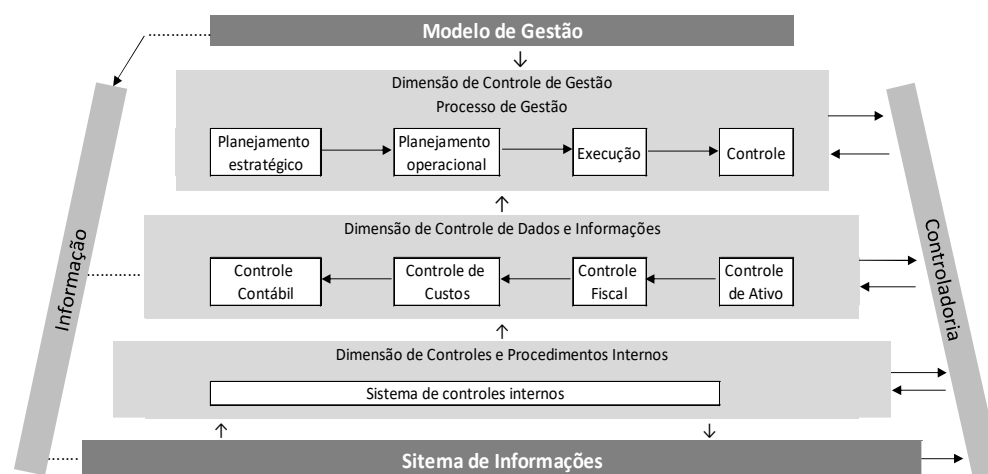 Modelo de Gestão
Dimensão de Controle de Gestão
Processo de Gestão
Planejamento
estratégico
Planejamento
operacional
Execução
Controle
Informação
Controladoria
Dimensão de Controle de Dados e Informações
Controle
Contábil
Controle de
Custos
Controle
Fiscal
Controle
de Ativo
Dimensão de Controles e Procedimentos Internos
Sistema de controles internos
Sitema de Informações